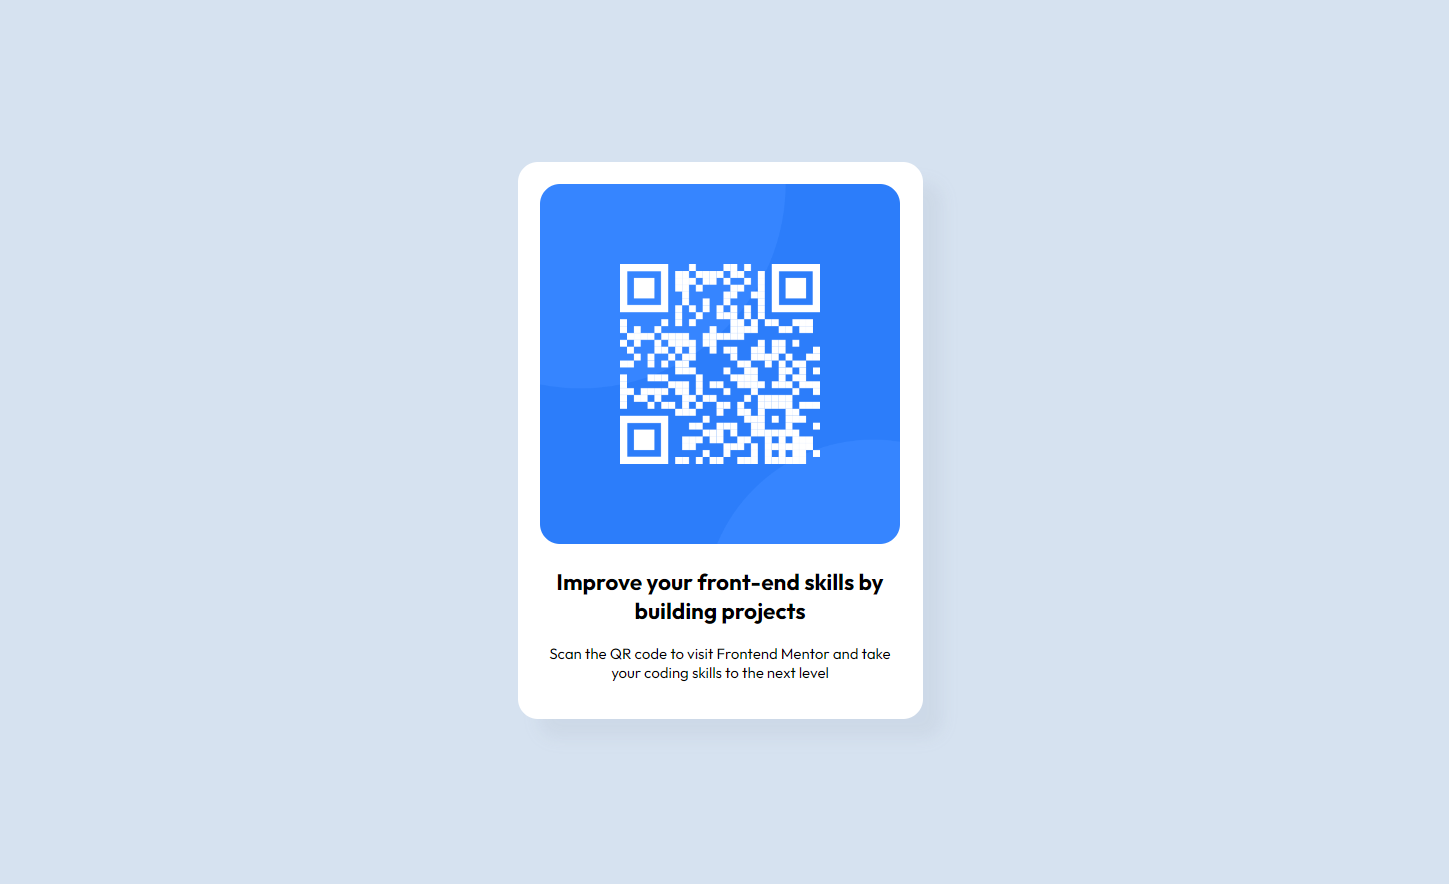 Improve your front-end skills by
building projects
Scan the QR code to visit Frontend Mentor and take
your coding skills to the next level